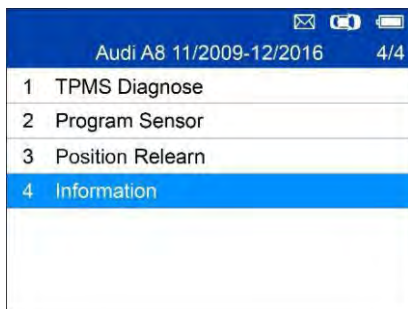 Audi A8 11/2009-12/2016 4/4
1 TPMS Diagnose
2 Program Sensor
3 Position Relearn
4 Information